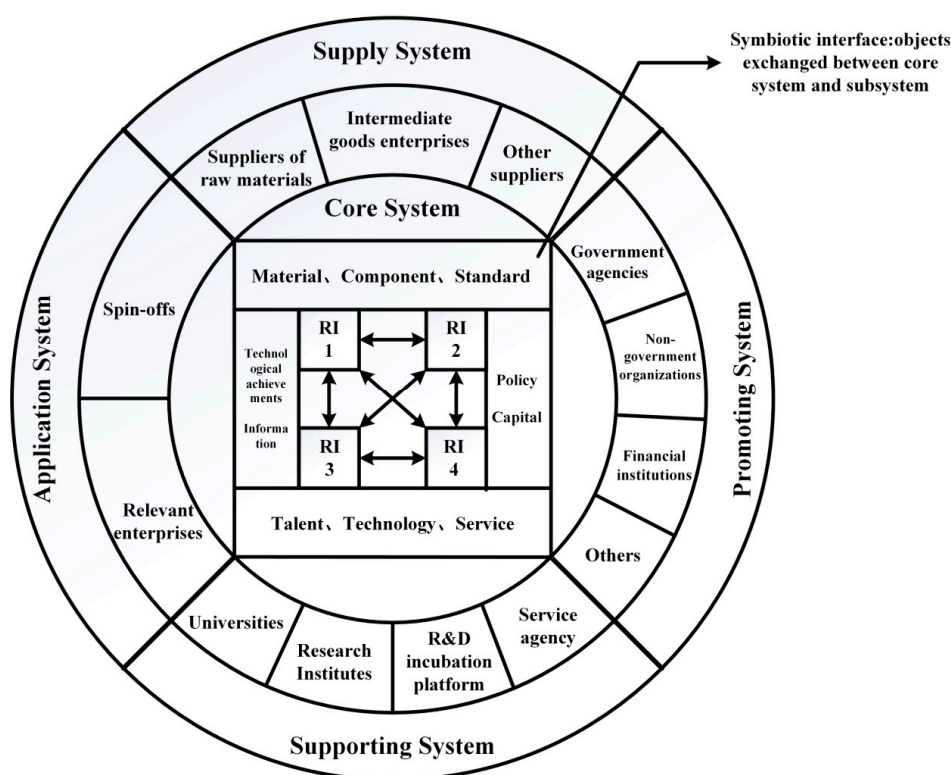 Supply System
Symbiotic interface:objects
exchanged between core
system and subsystem
Intermediate
goods enterprises
Suppliers of
raw materials
Other
suppliers
Core System
Material、Component、Standard
Government
agencies
Spin-offs
Application System
Technol
ogical
achieve
ments
Informa
tion
RI
1
RI
2
RI
3
RI
4
Policy
Capital
Non-
government
organizations
Promoting System
Financial
institutions
Relevant
enterprises
Talent、Technology、Service
Others
Universities
Research
Institutes
R&D
incubation
platform
Service
agency
Supporting System